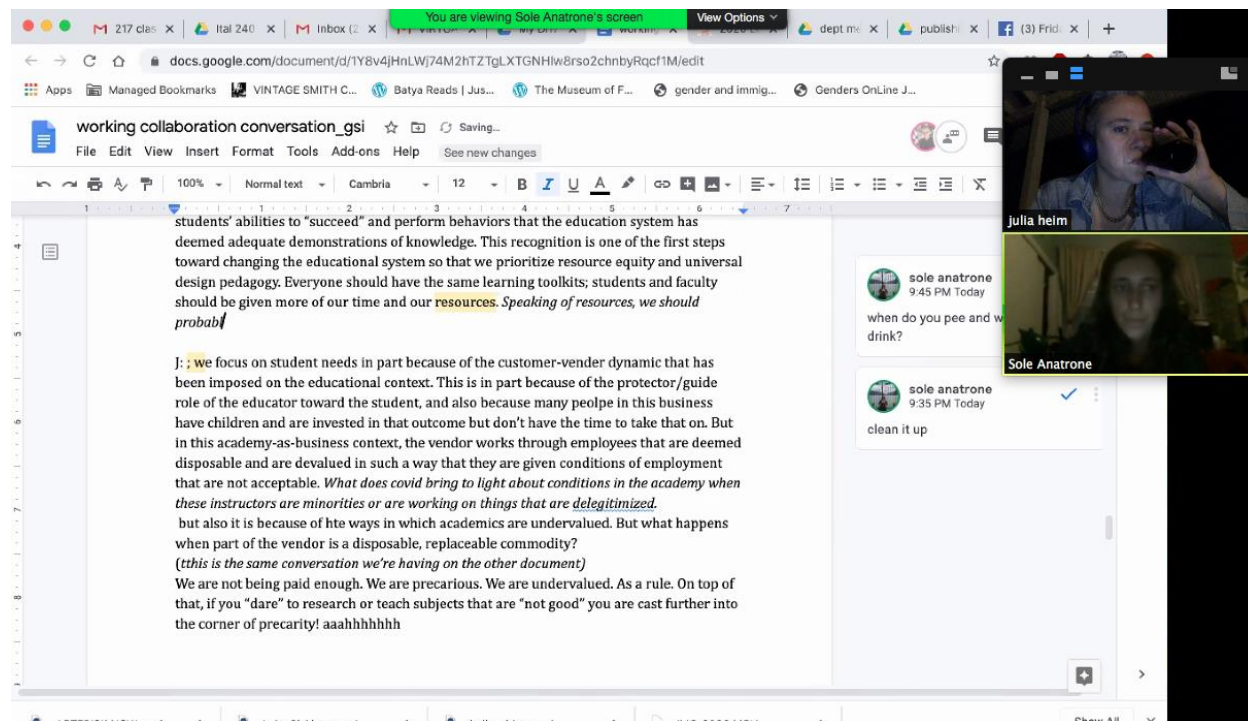 You are viewing Sole Anatrone's screen View Options
217 clas Ital 240 Inbox (2 dept me publish (3) Frid
docs.google.com/document/d/1Y8v4jHnLWj74M2hTZTgLXTGNHlw8rso2chnbyRqcf1M/edit
Apps Managed Bookmarks VINTAGE SMITH C... Batya Reads | Jus... The Museum of F... gender and immig... Genders OnLine J...
working collaboration conversation_gsi Saving...
File Edit View Insert Format Tools Add-ons Help See new changes
100% Normal text Cambria 12 B I U A
1 1 2 3 4 5 6 7
students' abilities to "succeed" and perform behaviors that the education system has
deemed adequate demonstrations of knowledge. This recognition is one of the first steps
toward changing the educational system so that we prioritize resource equity and universal
design pedagogy. Everyone should have the same learning toolkits; students and faculty
should be given more of our time and our resources. Speaking of resources, we should
probabl
J: ; we focus on student needs in part because of the customer-vender dynamic that has
been imposed on the educational context. This is in part because of the protector/guide
role of the educator toward the student, and also because many peolpe in this business
have children and are invested in that outcome but don't have the time to take that on. But
in this academy-as-business context, the vendor works through employees that are deemed
disposable and are devalued in such a way that they are given conditions of employment
that are not acceptable. What does covid bring to light about conditions in the academy when
these instructors are minorities or are working on things that are delegitimized.
but also it is because of hte ways in which academics are undervalued. But what happens
when part of the vendor is a disposable, replaceable commodity?
(tthis is the same conversation we're having on the other document)
We are not being paid enough. We are precarious. We are undervalued. As a rule. On top of
that, if you "dare" to research or teach subjects that are "not good" you are cast further into
the corner of precarity! aaahhhhhhh
sole anatrone
9:45 PM Today
when do you pee and w
drink?
sole anatrone
9:35 PM Today
clean it up
julia heim
Sole Anatrone
Show All